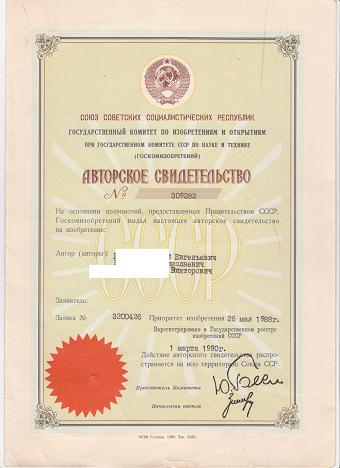 СОЮЗ СОВЕТСКИХ СОЦИАЛИСТИЧЕСКИХ РЕСПУБЛИК
ГОСУДАРСТВЕННЫЙ КОМИТЕТ ПО ИЗОБРЕТЕНИЯМ И ОТКРЫТИЯМ
ПРИ ГОСУДАРСТВЕННОМ КОМИТЕТЕ СССР ПО НАУКЕ И ТЕХНИКЕ
(ГОСКОМИЗОБРЕТЕНИЙ)
АВТОРСКОЕ СВИДЕТЕЛЬСТВО
№ 309282
На основании полномочий, предоставленных Правительством СССР,
Госкомизобретений выдал настоящее авторское свидетельство
на изобретение:
Автор (авторы): Евгеньевич
Викторович
СССР
Заявитель:
Заявка № 3200426 Приоритет изобретения 26 мая 1988г.
Зарегистрировано в Государственном реестре
изобретений СССР
1 марта 1990г.
Действие авторского свидетельства распро-
страняется на всю территорию Союза ССР.
Председатель Комитета
Начальник отдела